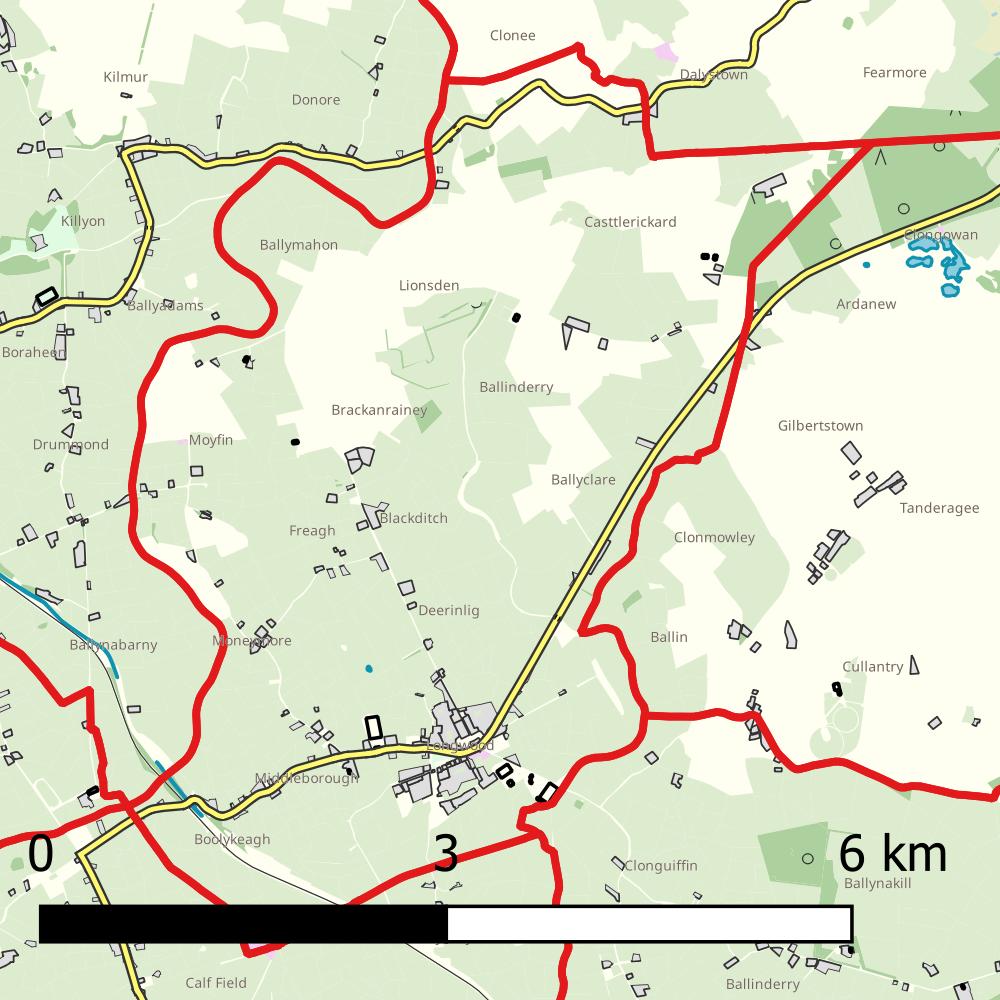 Clonee
Kilmur
Dalystown
Fearmore
Donore
Killyon
Casttlerickard
Clongowan
Ballymahon
Lionsden
Ballyadams
Ardanew
Boraheen
Ballinderry
Brackanrainey
Gilbertstown
Drummond
Moyfin
Ballyclare
Tanderagee
Blackditch
Freagh
Clonmowley
Deerinlig
Ballynabarny
Moneymore
Ballin
Cullantry
Longwood
Middleborough
Boolykeagh
0 3 6 km
Clonguiffin
Ballynakill
Calf Field
Ballinderry